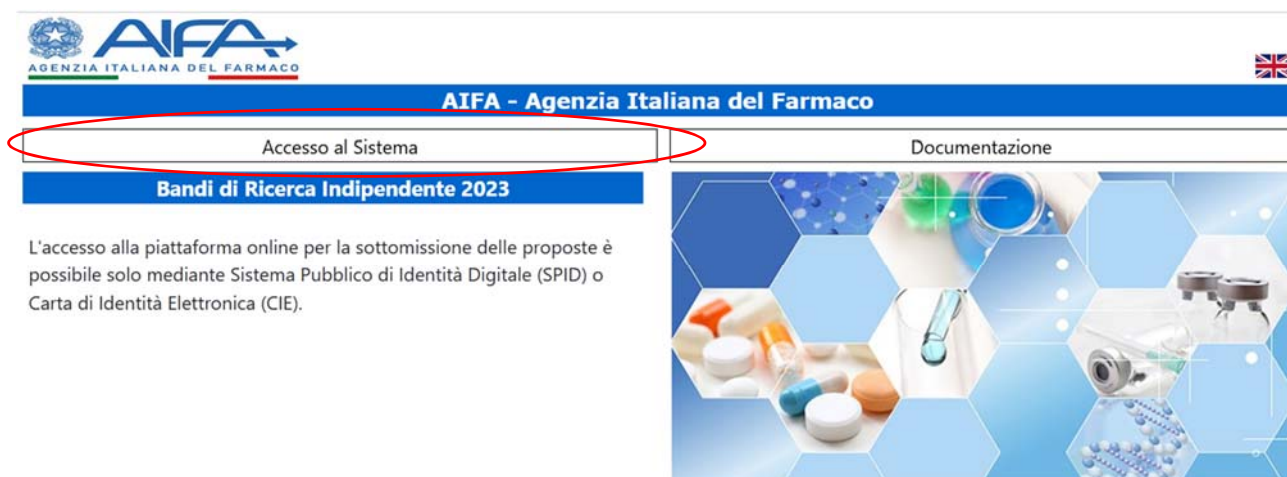 AIFA
AGENZIA ITALIANA DEL FARMACO
AIFA - Agenzia Italiana del Farmaco
Accesso al Sistema
Documentazione
Bandi di Ricerca Indipendente 2023
L'accesso alla piattaforma online per la sottomissione delle proposte è
possibile solo mediante Sistema Pubblico di Identità Digitale (SPID) o
Carta di Identità Elettronica (CIE).